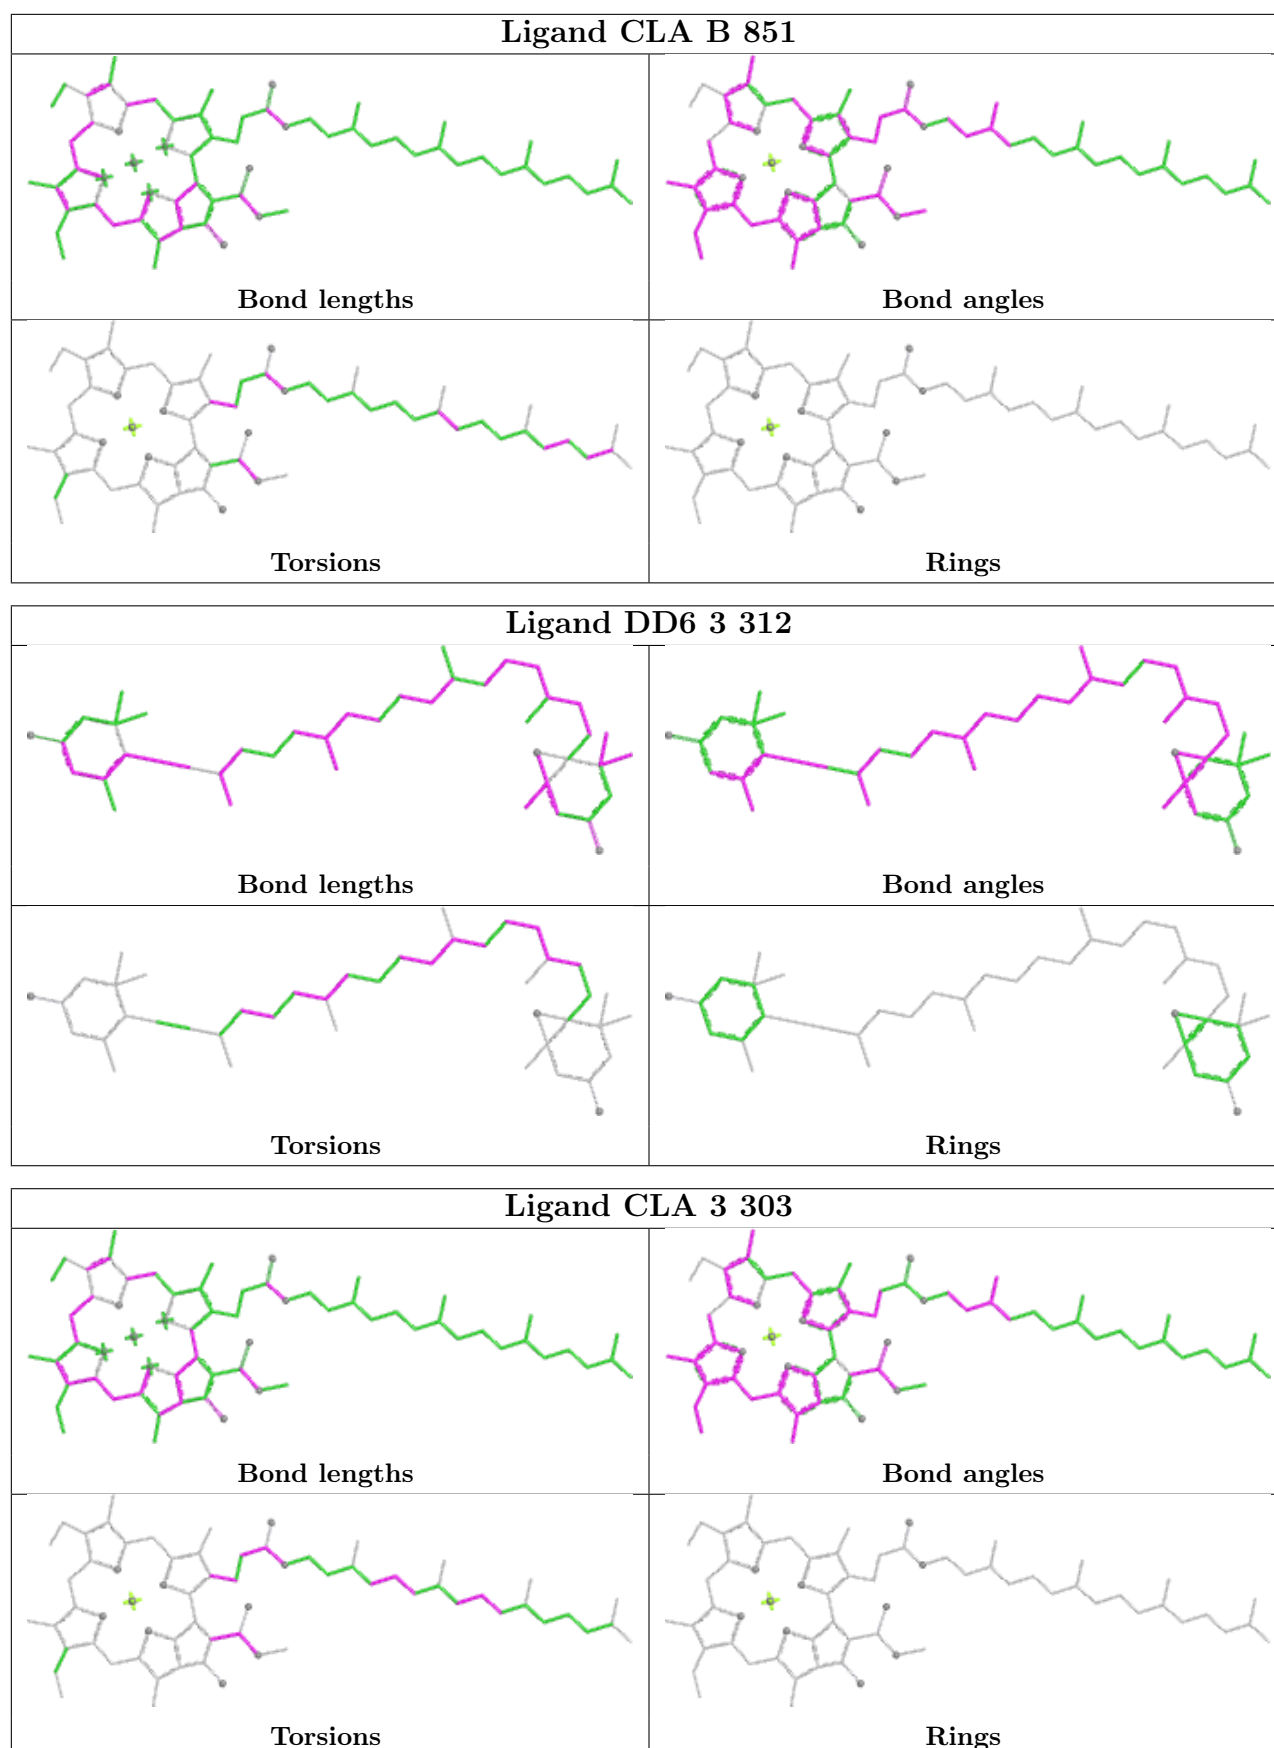 Ligand CLA B 851
Bond lengths
Bond angles
Torsions
Rings
Ligand DD6 3 312
Bond lengths
Bond angles
Torsions
Rings
Ligand CLA 3 303
Bond lengths
Bond angles
Torsions
Rings